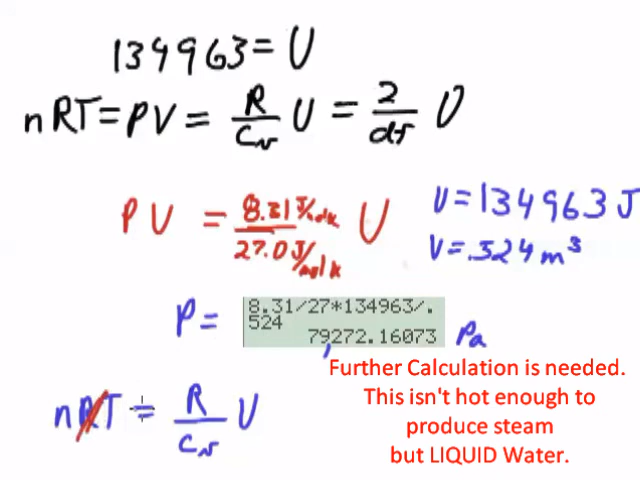 134963 = U
nRT = PV = R/Cv U = 2/df U
PV = 8.31 J/molk / 27.0 J/molk U
U = 134963 J
V = .524 m³
P = 8.31/27*134963/.
524
79272.16073 Pa
Further Calculation is needed.
This isn't hot enough to
produce steam
but LIQUID Water.
nRT = R/Cv U